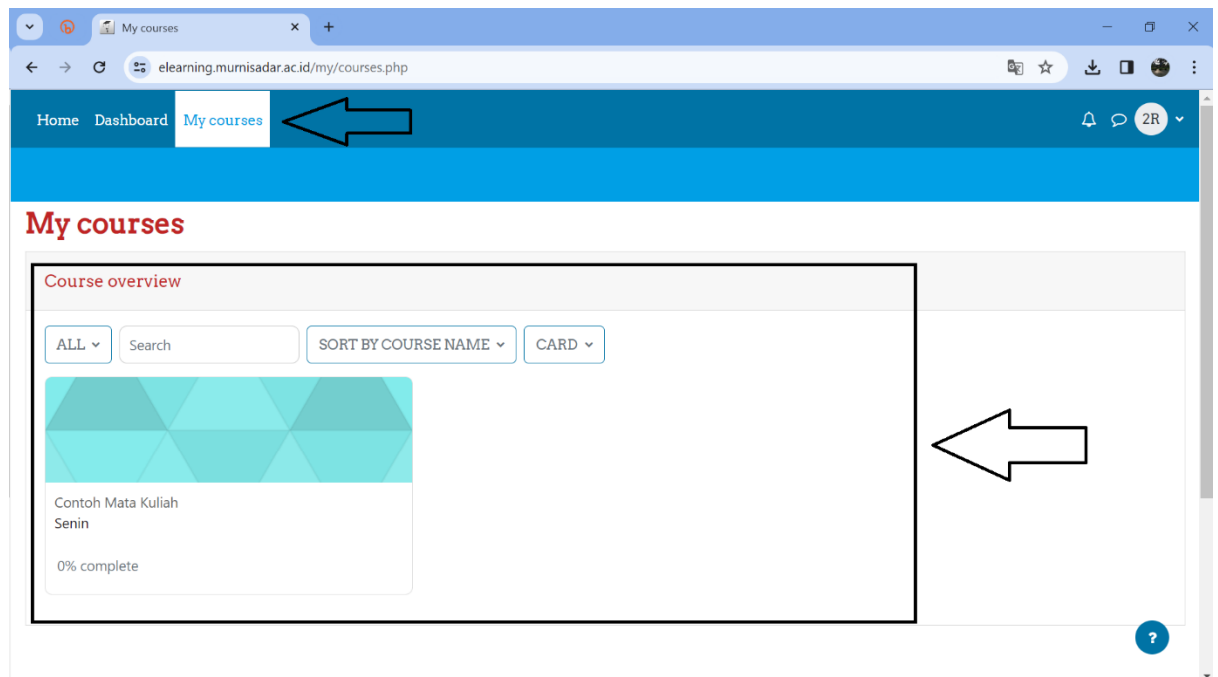 My courses
elearning.murnisadar.ac.id/my/courses.php
Home Dashboard My courses 2R
My courses
Course overview
ALL Search SORT BY COURSE NAME CARD
Contoh Mata Kuliah
Senin
0% complete
?